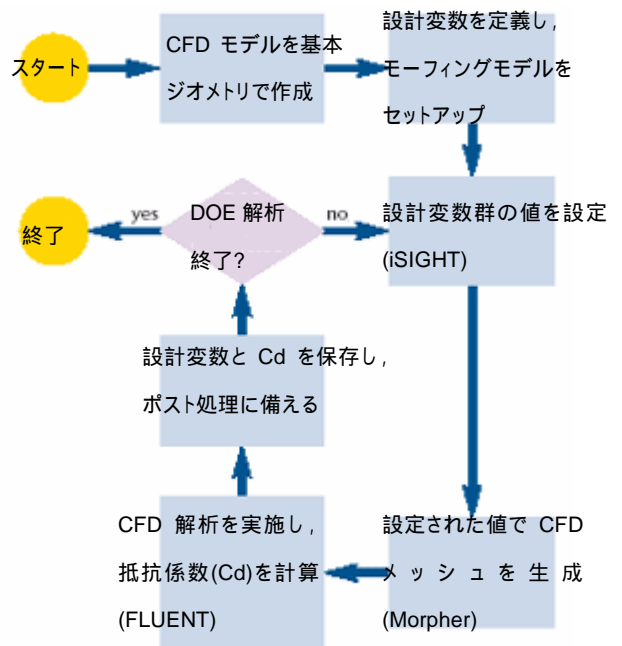 スタート
CFD モデルを基本
ジオメトリで作成
設計変数を定義し,
モーフィングモデルを
セットアップ
設計変数群の値を設定
(iSIGHT)
設定された値で CFD
メッシュを生成
(Morpher)
CFD 解析を実施し,
抵抗係数(Cd)を計算
(FLUENT)
設計変数と Cd を保存し,
ポスト処理に備える
DOE 解析
終了?
no
yes
終了